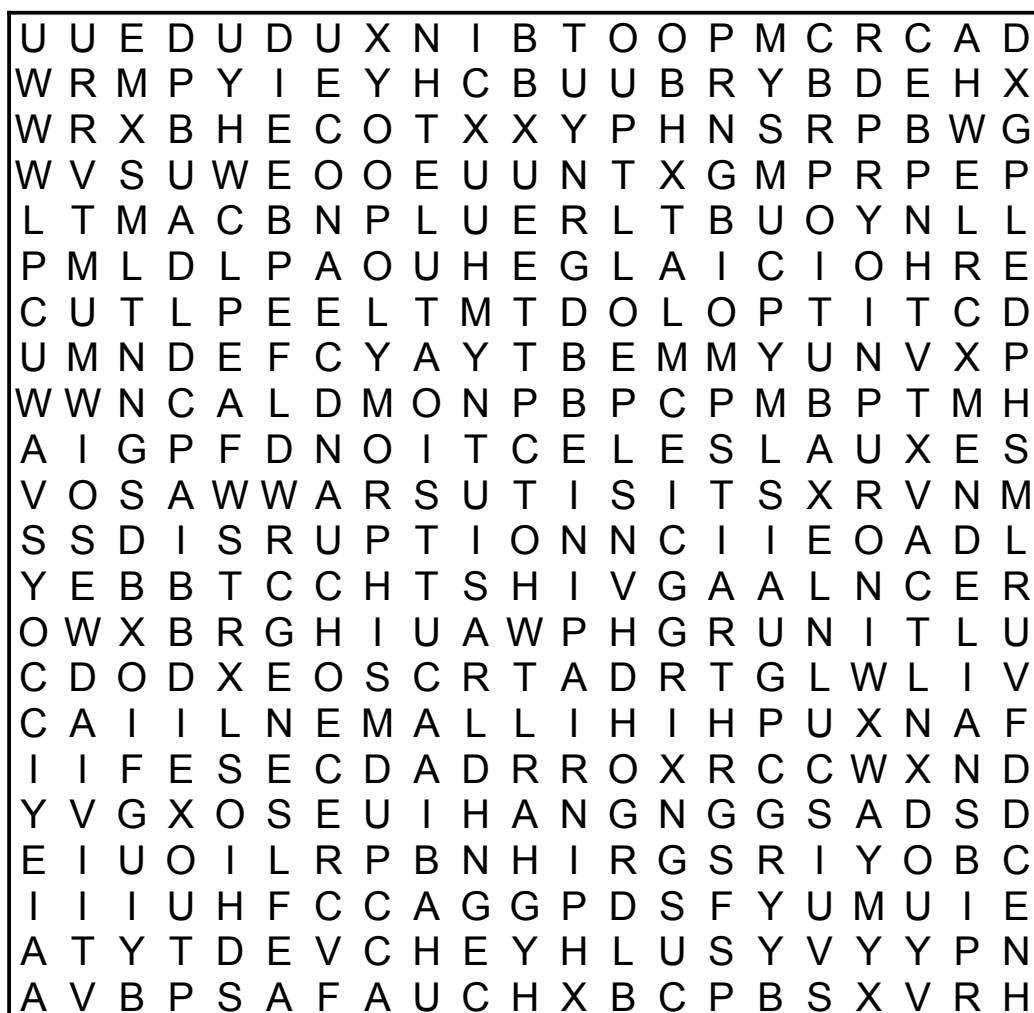 U U E D U D U X N I B T O O P M C R C A D
W R M P Y I E Y H C B U U B R Y B D E H X
W R X B H E C O T X X Y P H N S R P B W G
W V S U W E O O E U U N T X G M P R P E P
L T M A C B N P L U E R L T B U O Y N L L
P M L D L P A O U H E G L A I C I O H R E
C U T L P E E L T M T D O L O P T I T C D
U M N D E F C Y A Y T B E M M Y U N V X P
W W N C A L D M O N P B P C P M B P T M H
A I G P F D N O I T C E L E S L A U X E S
V O S A W W A R S U T I S I T S X R V N M
S S D I S R U P T I O N N C I I E O A D L
Y E B B T C C H T S H I V G A A L N C E R
O W X B R G H I U A W P H G R U N I T L U
C D O D X E O S C R T A D R T G L W L I V
C A I I L N E M A L L I H I H P U X N A F
I I F E S E C D A D R R O X R C C W X N D
Y V G X O S E U I H A N G N G G S A D S D
E I U O I L R P B N H I R G S R I Y O B C
I I I U H F C C A G G P D S F Y U M U I E
A T Y T D E V C H E Y H L U S Y V Y Y P N
A V B P S A F A U C H X B C P B S X V R H